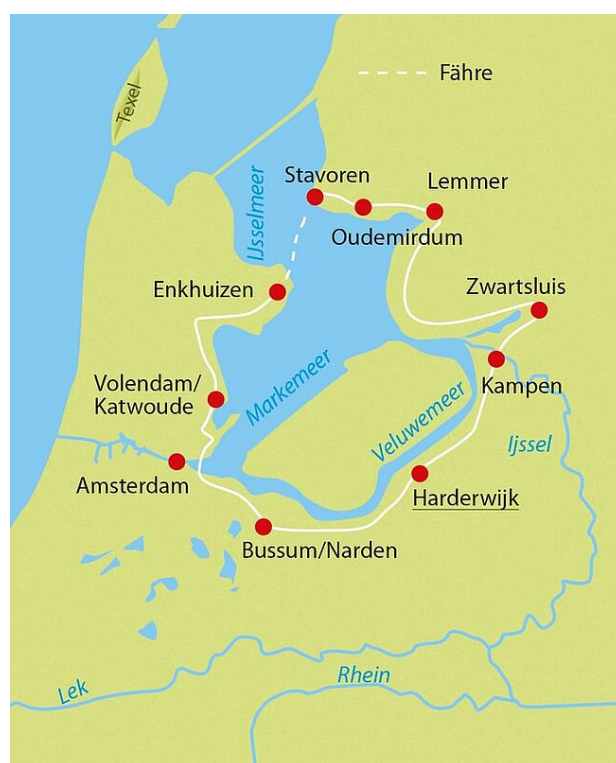 Fähre
Texel
IJsselmeer
Stavoren
Lemmer
Oudemirdum
Enkhuizen
Zwartsluis
Volendam/
Katwoude
Markemeer
Kampen
Veluwemeer
Ijssel
Amsterdam
Harderwijk
Bussum/Narden
Lek
Rhein